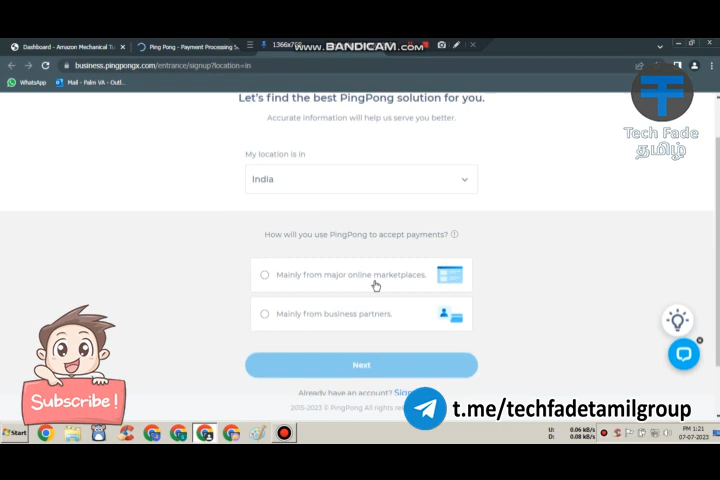 Dashboard - Amazon Mechanical Tu
Ping Pong - Payment Processing S
1366x768
WWW.BANDICAM.COM
business.pingpongx.com/entrance/signup?location=in
WhatsApp
Mail - Palm VA - Outl...
Tech Fade
தமிழ்
Let's find the best PingPong solution for you.
Accurate information will help us serve you better.
My location is in
India
How will you use PingPong to accept payments?
Mainly from major online marketplaces.
Mainly from business partners.
Next
Already have an account? Sign
2015-2023 © PingPong All rights
Subscribe !
t.me/techfadetamilgroup
Start
U: 0.06 kB/s
D: 0.08 kB/s
PM 1:21
07-07-2023